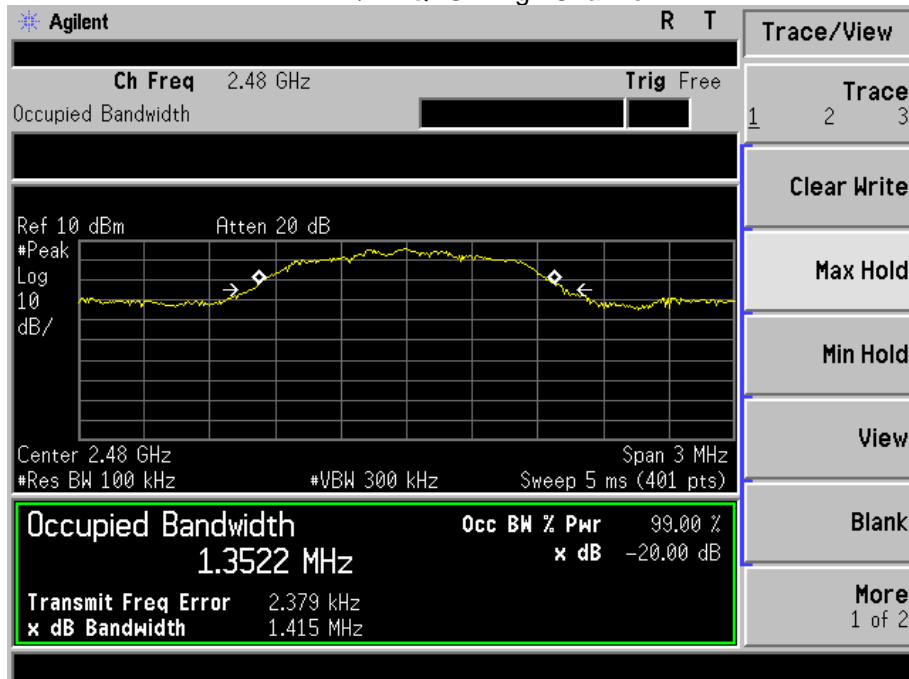 Agilent R T
Ch Freq 2.48 GHz Trig Free
Occupied Bandwidth
Ref 10 dBm Atten 20 dB
#Peak
Log
10
dB/
Center 2.48 GHz Span 3 MHz
#Res BW 100 kHz #VBW 300 kHz Sweep 5 ms (401 pts)
Occupied Bandwidth Occ BW % Pwr 99.00 %
1.3522 MHz x dB -20.00 dB
Transmit Freq Error 2.379 kHz
x dB Bandwidth 1.415 MHz
Trace/View
Trace
1 2 3
Clear Write
Max Hold
Min Hold
View
Blank
More
1 of 2